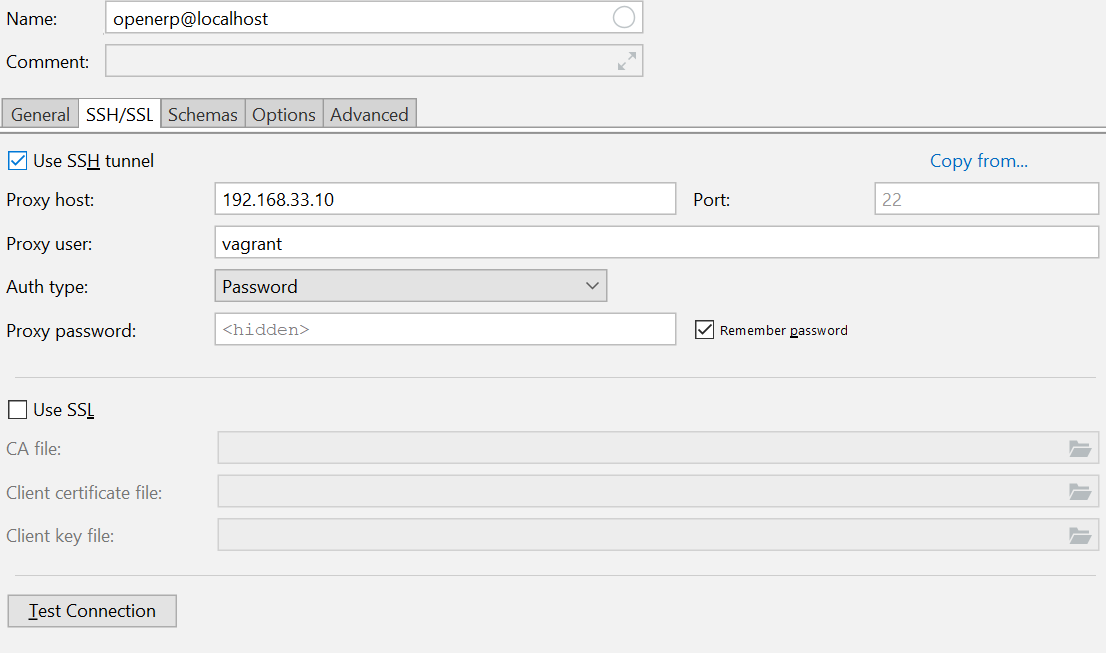 Name: openerp@localhost
Comment:
General SSH/SSL Schemas Options Advanced
Use SSH tunnel Copy from...
Proxy host: 192.168.33.10 Port: 22
Proxy user: vagrant
Auth type: Password
Proxy password: <hidden> Remember password
Use SSL
CA file:
Client certificate file:
Client key file:
Test Connection